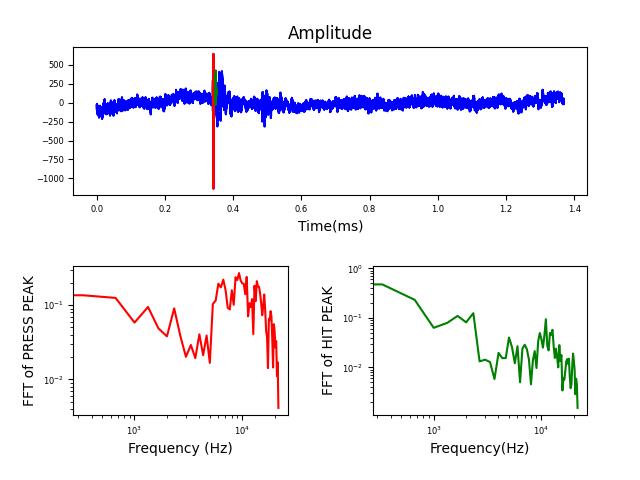 Amplitude
500
250
0
−250
−500
−750
−1000
0.0 0.2 0.4 0.6 0.8 1.0 1.2 1.4
Time(ms)
FFT of PRESS PEAK
10⁻¹
10⁻²
10³ 10⁴
Frequency (Hz)
FFT of HIT PEAK
10⁰
10⁻¹
10⁻²
10³ 10⁴
Frequency(Hz)